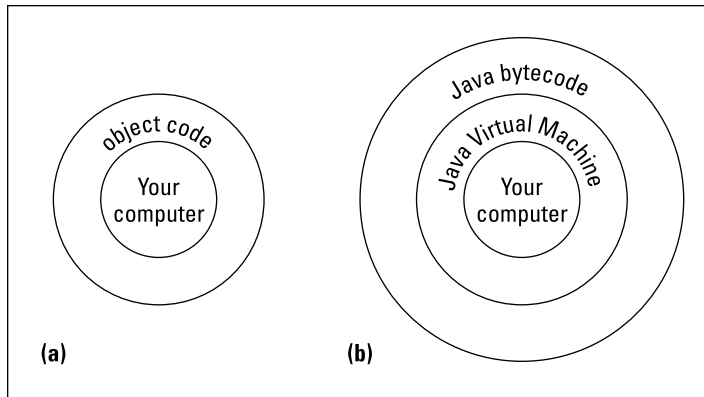 object code
Your
computer
(a)
Java bytecode
Java Virtual Machine
Your
computer
(b)